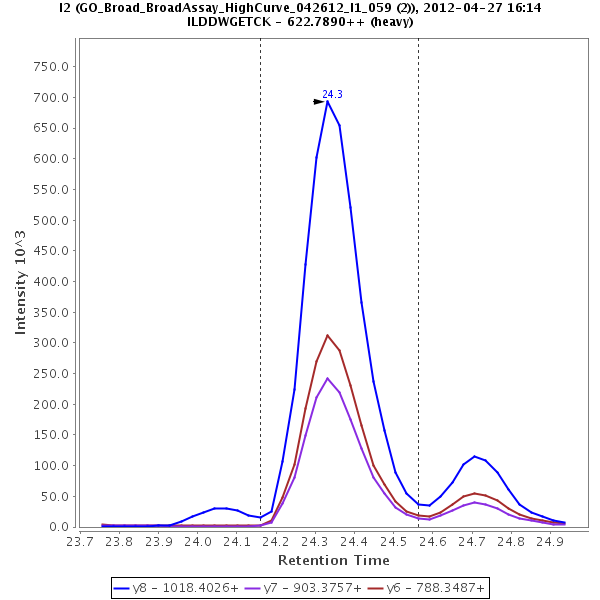 I2 (GO_Broad_BroadAssay_HighCurve_042612_I1_059 (2)), 2012-04-27 16:14
ILDDWGETCK - 622.7890++ (heavy)
24.3
750.0
700.0
650.0
600.0
550.0
500.0
450.0
400.0
350.0
300.0
250.0
200.0
150.0
100.0
50.0
0.0
Intensity 10^3
23.7 23.8 23.9 24.0 24.1 24.2 24.3 24.4 24.5 24.6 24.7 24.8 24.9
Retention Time
y8 - 1018.4026+ y7 - 903.3757+ y6 - 788.3487+